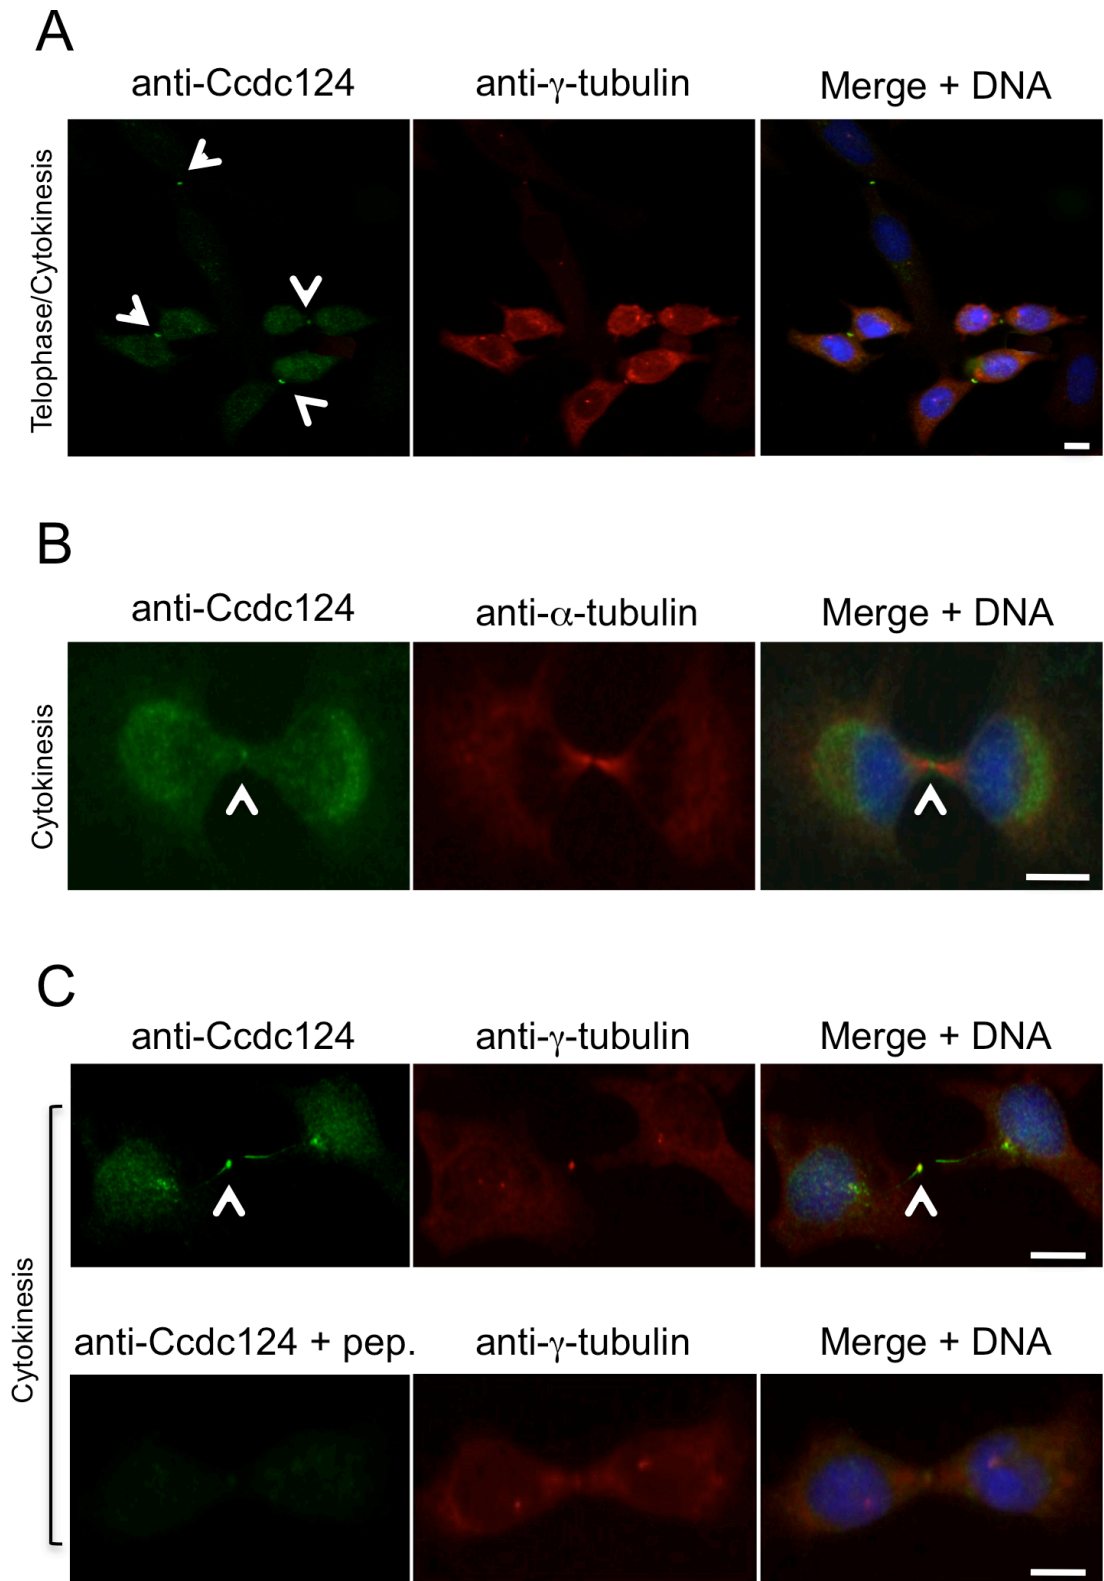 A
anti-Ccdc124 anti-γ-tubulin Merge + DNA
Telophase/Cytokinesis
B
anti-Ccdc124 anti-α-tubulin Merge + DNA
Cytokinesis
C
anti-Ccdc124 anti-γ-tubulin Merge + DNA
Cytokinesis
anti-Ccdc124 + pep. anti-γ-tubulin Merge + DNA